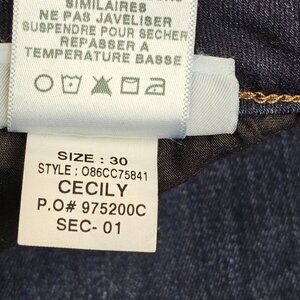 SIMILAIRES
NE PAS JAVELISER
SUSPENDRE POUR SECHER
REPASSER A
TEMPERATURE BASSE
SIZE : 30
STYLE : O86CC75841
CECILY
P.O# 975200C
SEC- 01